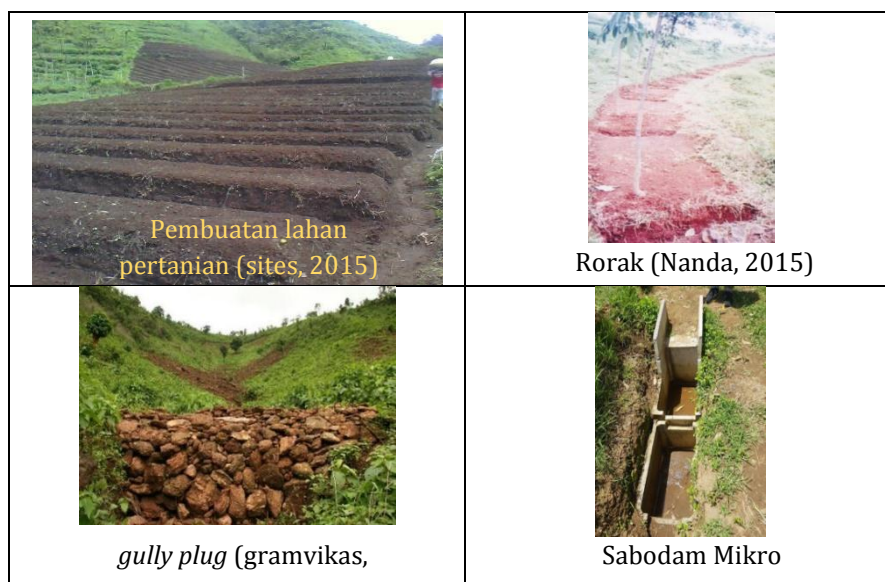 Pembuatan lahan
pertanian (sites, 2015)
Rorak (Nanda, 2015)
gully plug (gramvikas,
Sabodam Mikro